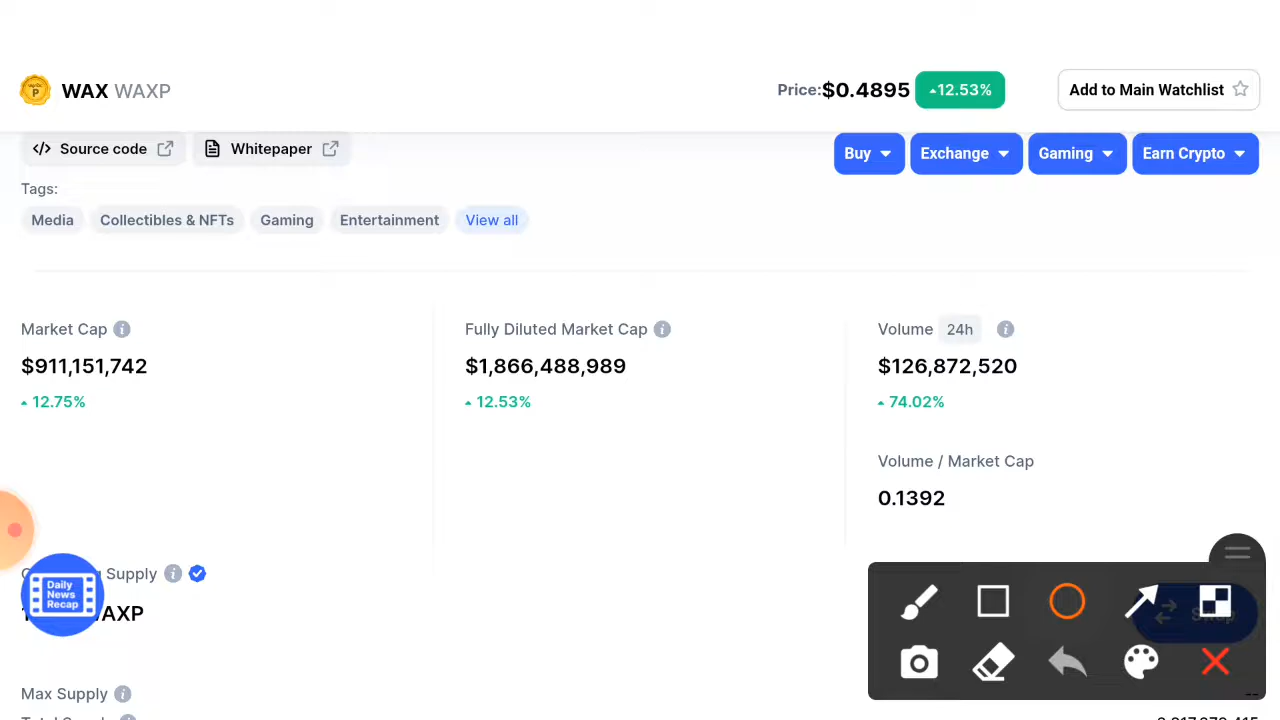 WAX WAXP
Price:$0.4895 12.53%
Add to Main Watchlist
Source code
Whitepaper
Buy
Exchange
Gaming
Earn Crypto
Tags:
Media
Collectibles & NFTs
Gaming
Entertainment
View all
Market Cap
$911,151,742
12.75%
Fully Diluted Market Cap
$1,866,488,989
12.53%
Volume 24h
$126,872,520
74.02%
Volume / Market Cap
0.1392
Supply
Daily
News
Recap
Swap
Max Supply